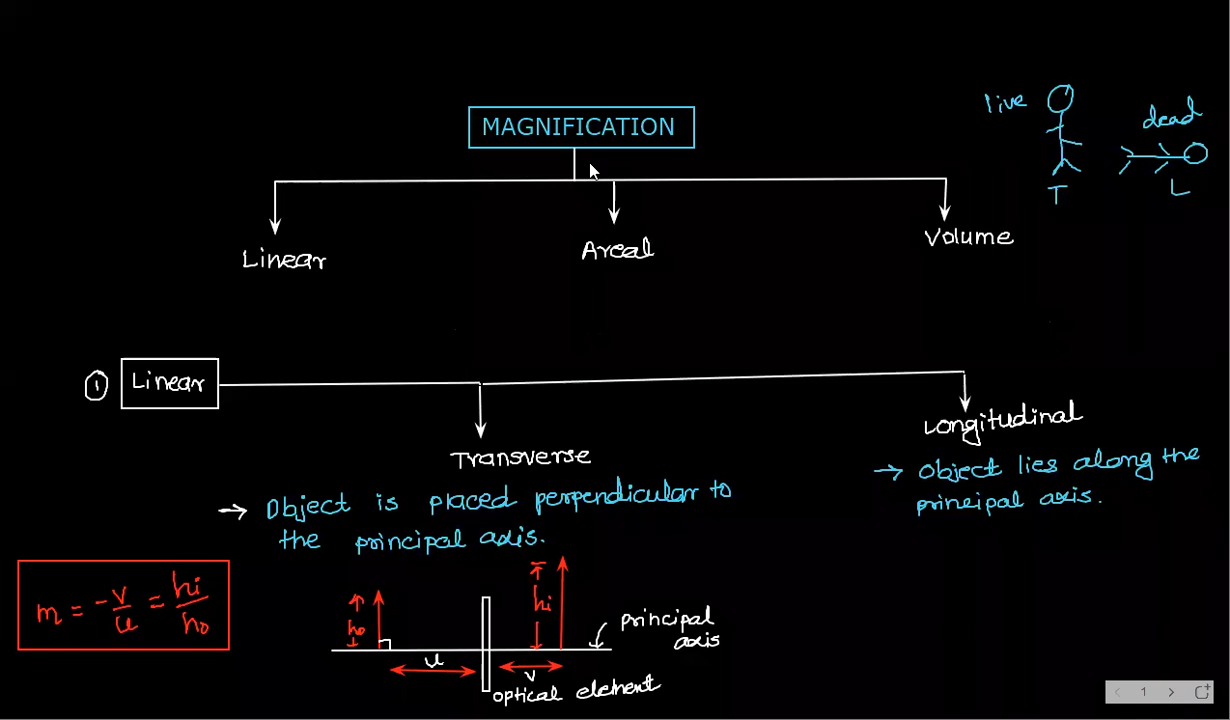 live
dead
MAGNIFICATION
T
L
Linear
Areal
Volume
① Linear
Transverse
Longitudinal
→ Object is placed perpendicular to
the principal axis.
→ Object lies along the
principal axis.
m = -v/u = hi/ho
ho
hi
principal
axis
u
v
optical element
1